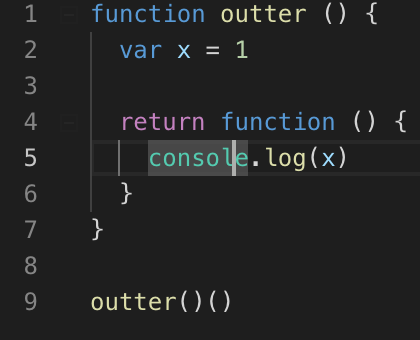 1 function outter () {
2 var x = 1
3
4 return function () {
5 console.log(x)
6 }
7 }
8
9 outter()()